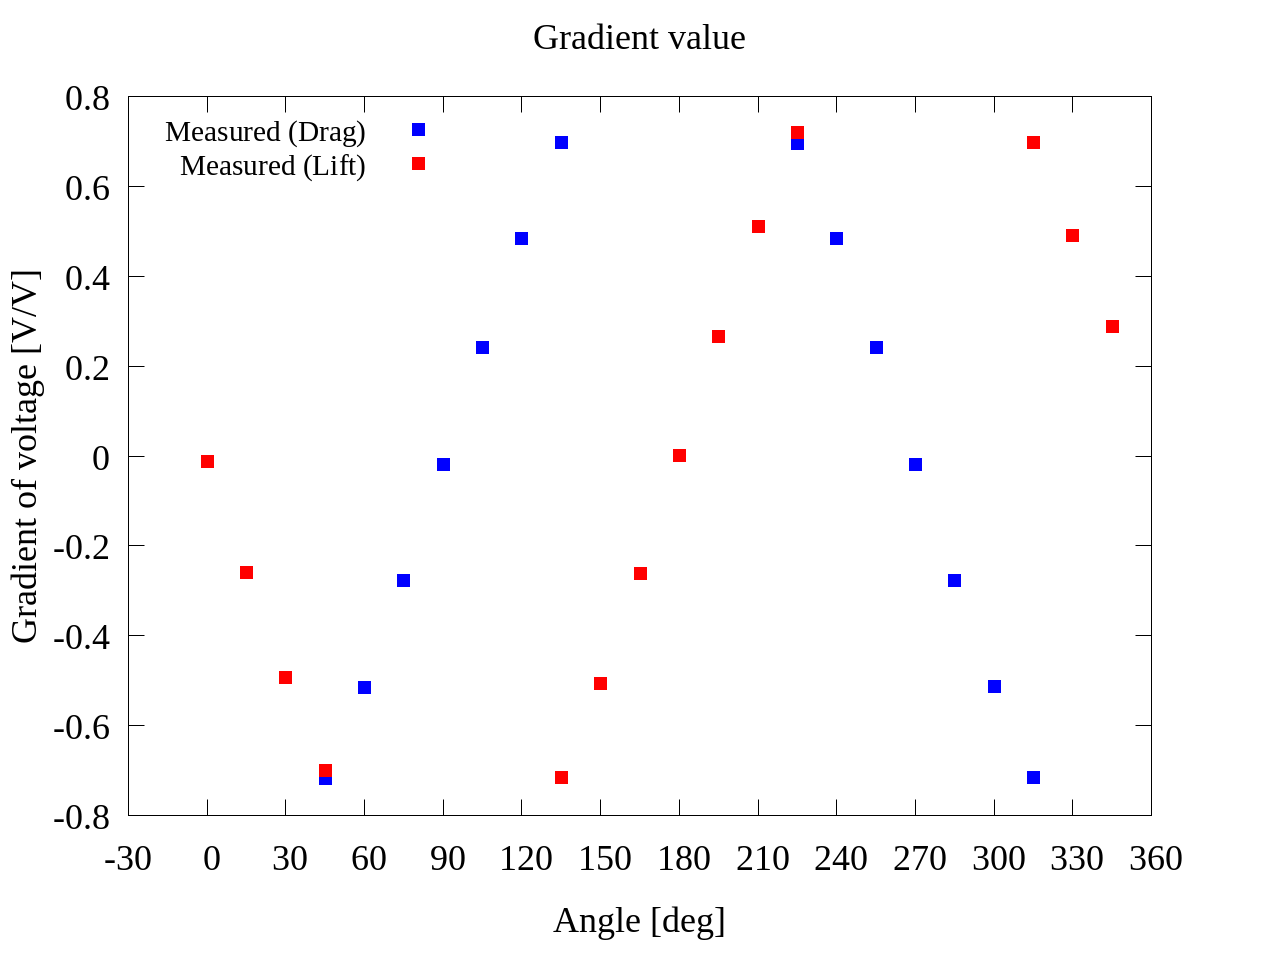 Gradient value
Measured (Drag)
Measured (Lift)
Gradient of voltage [V/V]
0.8
0.6
0.4
0.2
0
-0.2
-0.4
-0.6
-0.8
-30 0 30 60 90 120 150 180 210 240 270 300 330 360
Angle [deg]